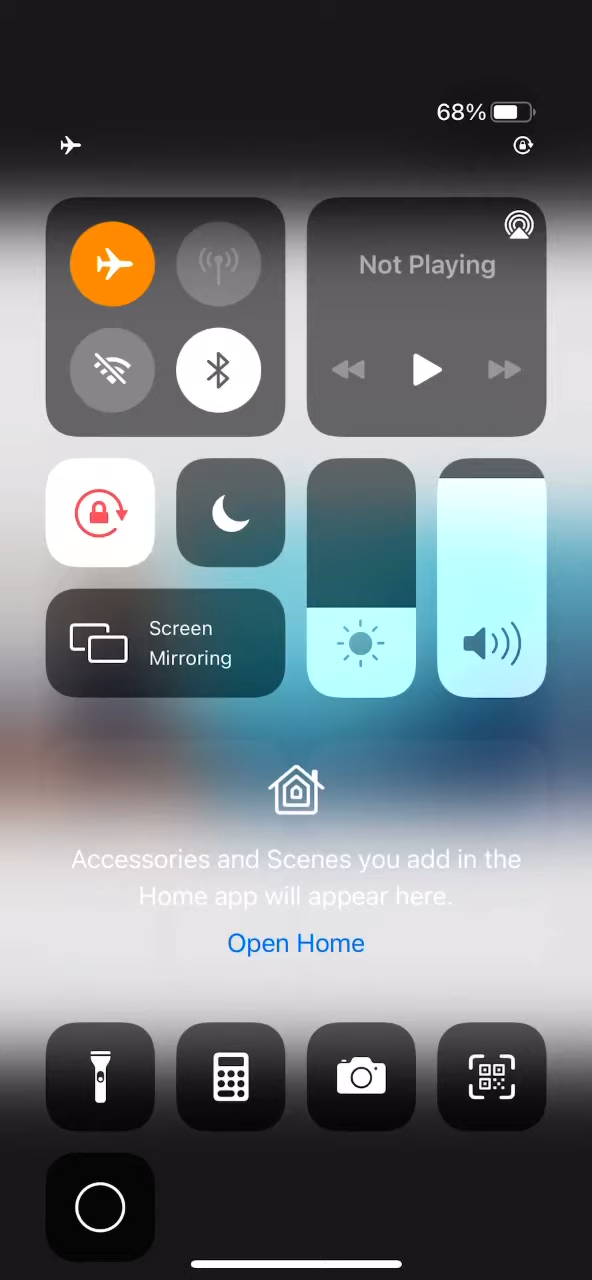 68%
Not Playing
Screen
Mirroring
Accessories and Scenes you add in the
Home app will appear here.
Open Home